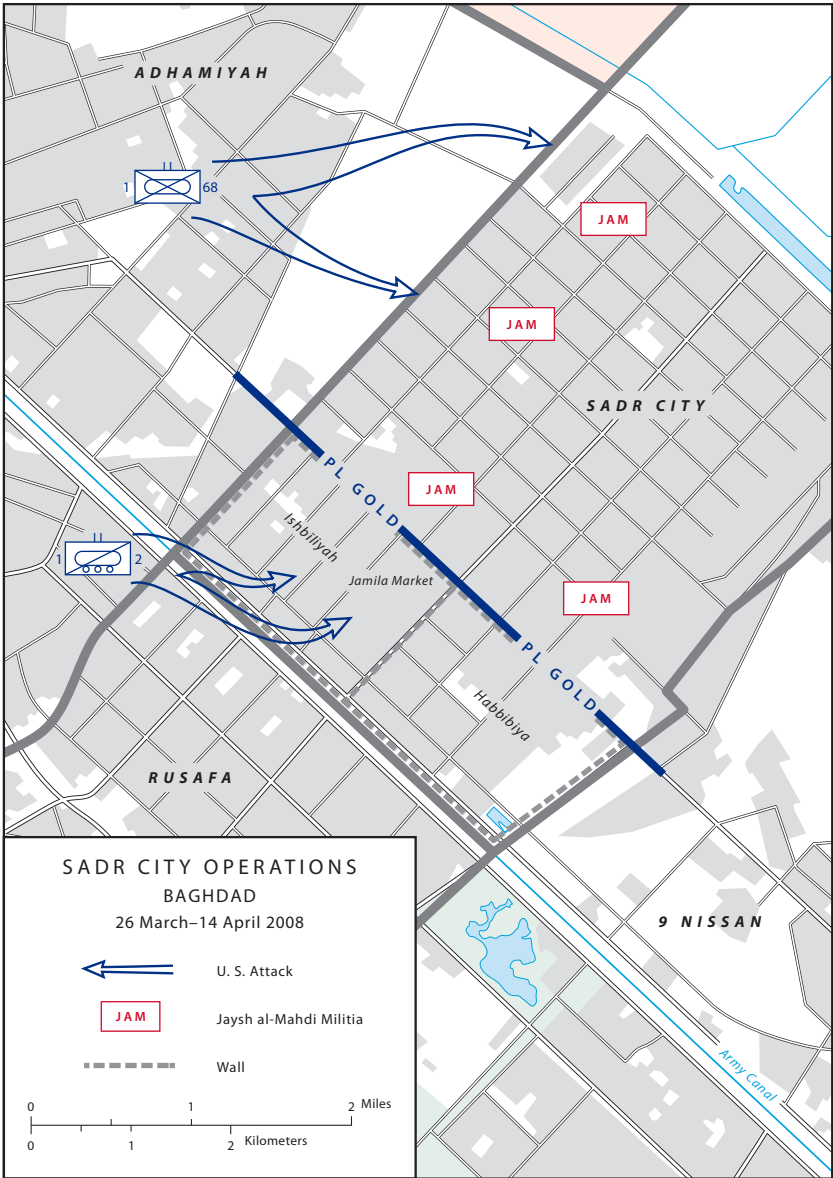 ADHAMIYAH
1 68
JAM
JAM
SADR CITY
PL GOLD
JAM
Ishbiliyah
1 2
Jamila Market
JAM
PL GOLD
Habbibiya
RUSAFA
SADR CITY OPERATIONS
BAGHDAD
26 March–14 April 2008
U. S. Attack
JAM Jaysh al-Mahdi Militia
Wall
0 1 2 Miles
0 1 2 Kilometers
9 NISSAN
Army Canal